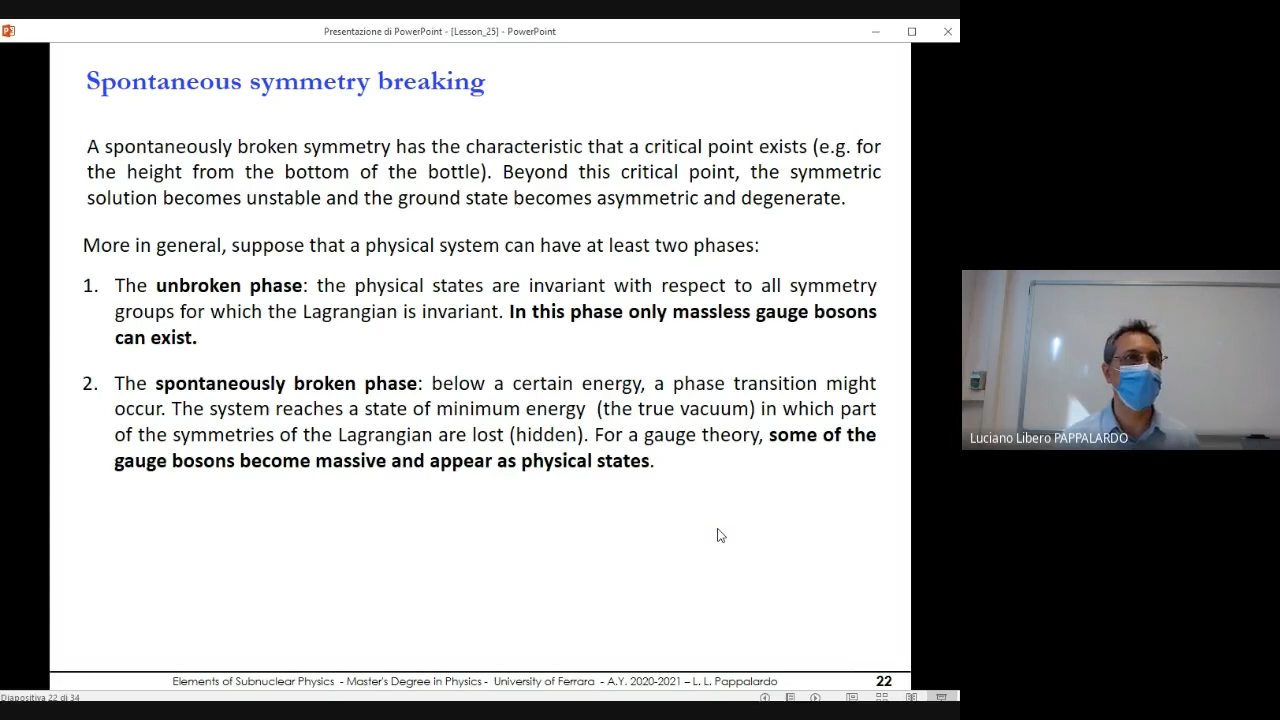 Presentazione di PowerPoint - [Lesson_25] - PowerPoint
Spontaneous symmetry breaking
A spontaneously broken symmetry has the characteristic that a critical point exists (e.g. for
the height from the bottom of the bottle). Beyond this critical point, the symmetric
solution becomes unstable and the ground state becomes asymmetric and degenerate.
More in general, suppose that a physical system can have at least two phases:
1. The unbroken phase: the physical states are invariant with respect to all symmetry
groups for which the Lagrangian is invariant. In this phase only massless gauge bosons
can exist.
2. The spontaneously broken phase: below a certain energy, a phase transition might
occur. The system reaches a state of minimum energy (the true vacuum) in which part
of the symmetries of the Lagrangian are lost (hidden). For a gauge theory, some of the
gauge bosons become massive and appear as physical states.
Luciano Libero PAPPALARDO
Elements of Subnuclear Physics - Master's Degree in Physics - University of Ferrara - A.Y. 2020-2021 – L. L. Pappalardo
22
Diapositiva 22 di 34